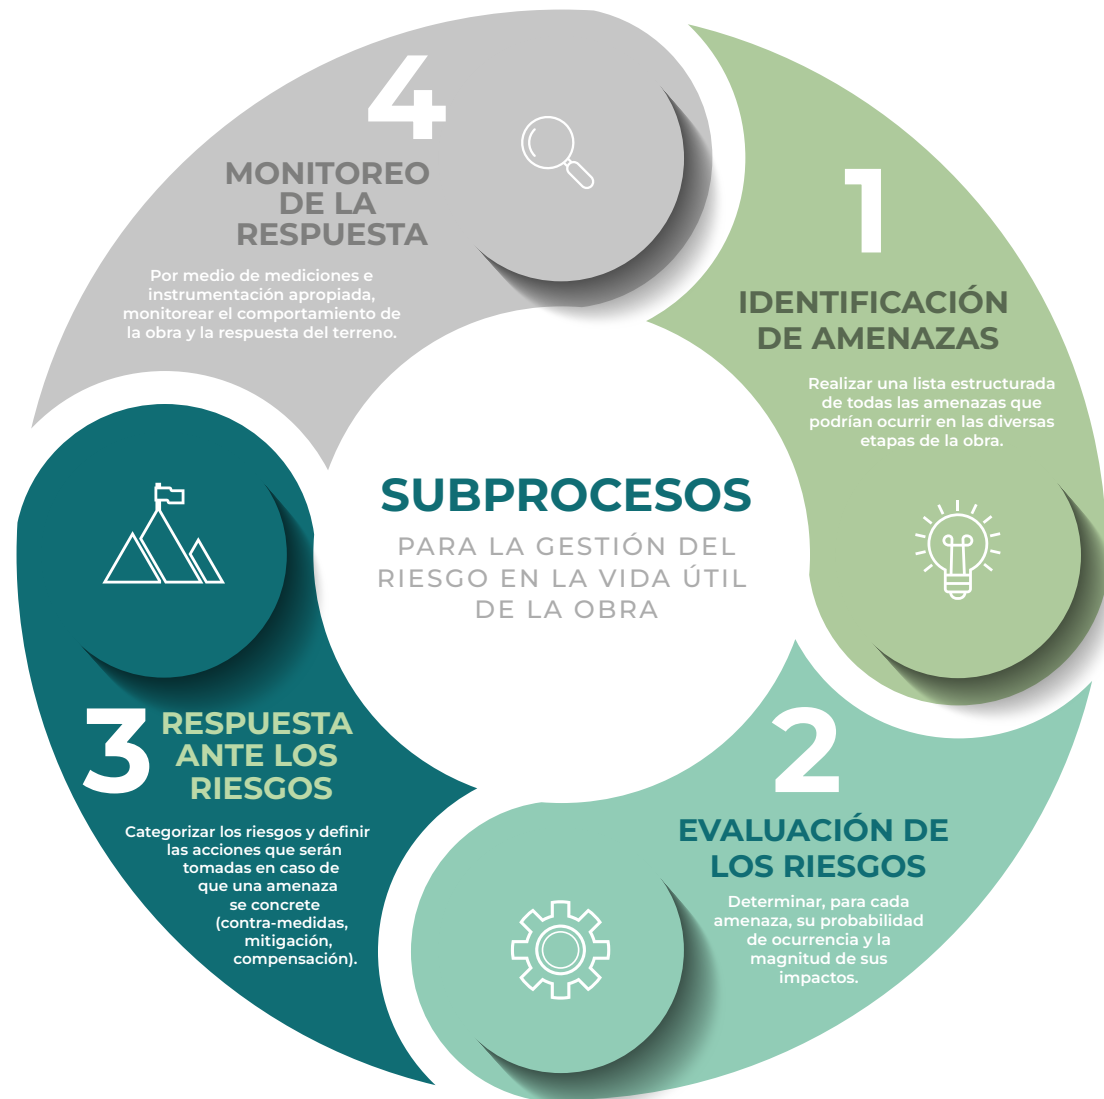 SUBPROCESOS
PARA LA GESTIÓN DEL
RIESGO EN LA VIDA ÚTIL
DE LA OBRA
1
IDENTIFICACIÓN
DE AMENAZAS
Realizar una lista estructurada
de todas las amenazas que
podrían ocurrir en las diversas
etapas de la obra.
2
EVALUACIÓN DE
LOS RIESGOS
Determinar, para cada
amenaza, su probabilidad
de ocurrencia y la
magnitud de sus
impactos.
3
RESPUESTA
ANTE LOS
RIESGOS
Categorizar los riesgos y definir
las acciones que serán
tomadas en caso de
que una amenaza
se concrete
(contra-medidas,
mitigación,
compensación).
4
MONITOREO
DE LA
RESPUESTA
Por medio de mediciones e
instrumentación apropiada,
monitorear el comportamiento de
la obra y la respuesta del terreno.